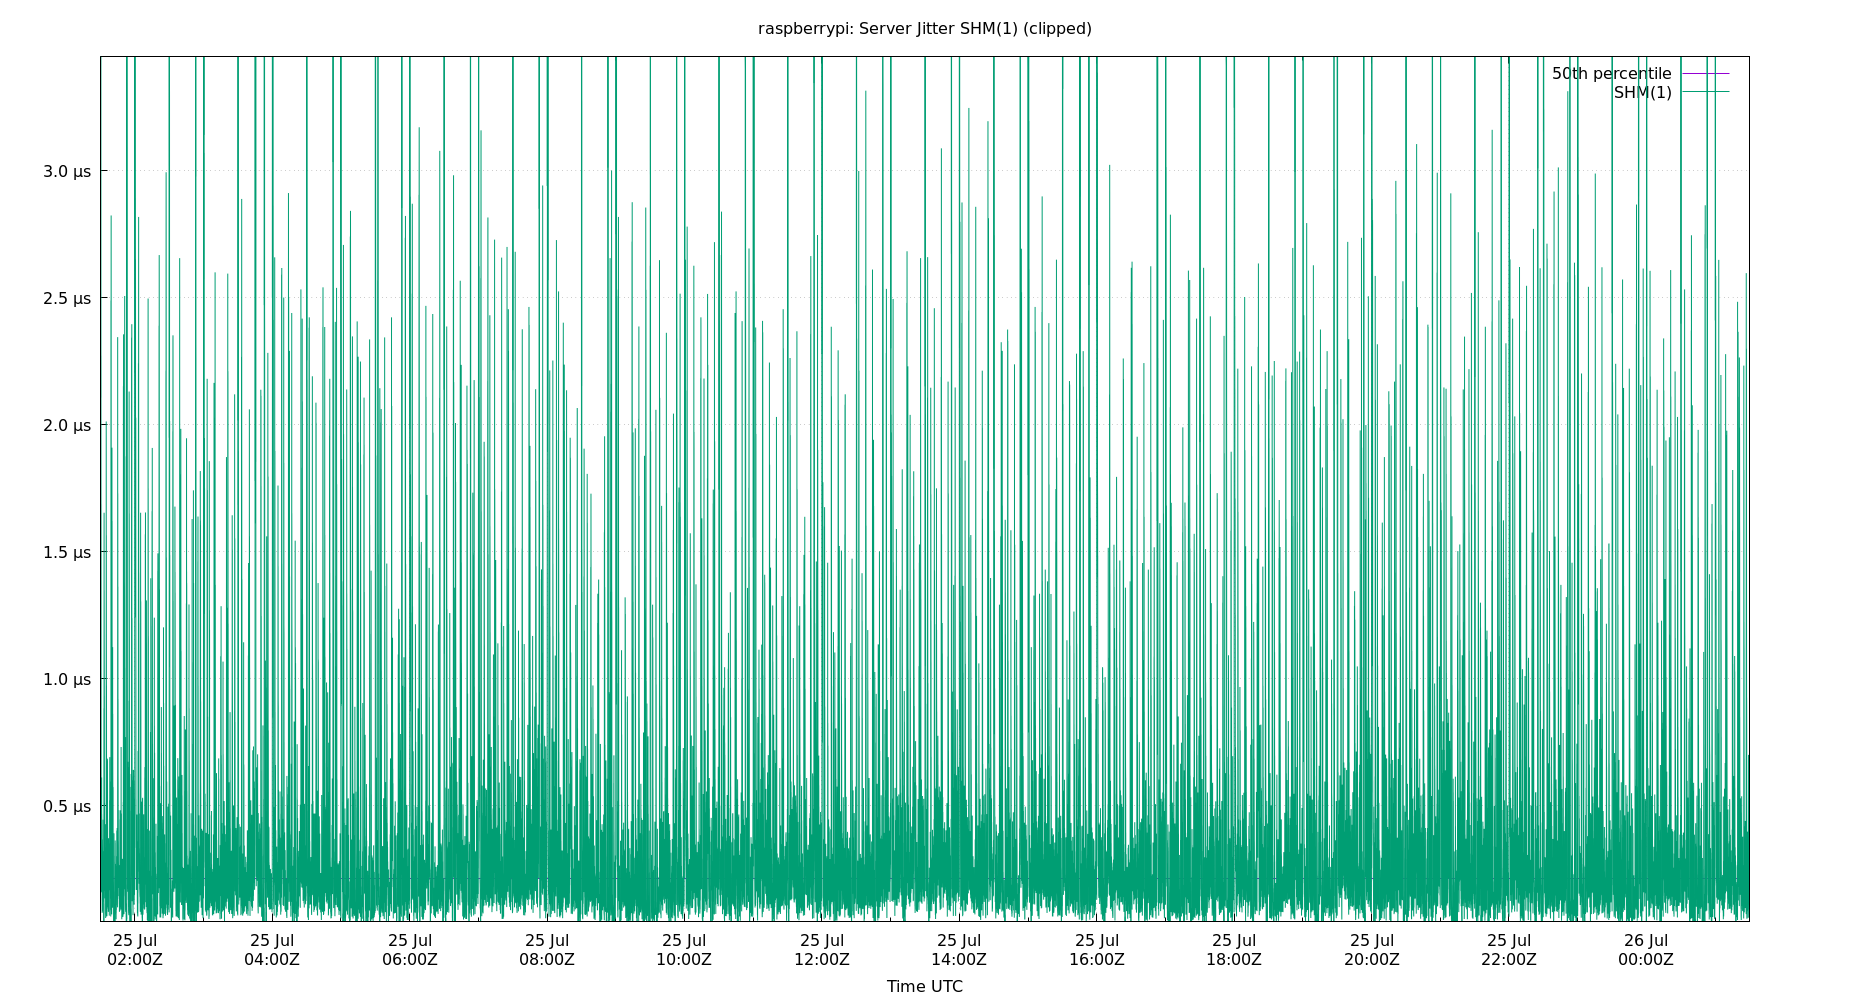 raspberrypi: Server Jitter SHM(1) (clipped)
50th percentile
SHM(1)
3.0 µs
2.5 µs
2.0 µs
1.5 µs
1.0 µs
0.5 µs
25 Jul 25 Jul 25 Jul 25 Jul 25 Jul 25 Jul 25 Jul 25 Jul 25 Jul 25 Jul 25 Jul 26 Jul
02:00Z 04:00Z 06:00Z 08:00Z 10:00Z 12:00Z 14:00Z 16:00Z 18:00Z 20:00Z 22:00Z 00:00Z
Time UTC